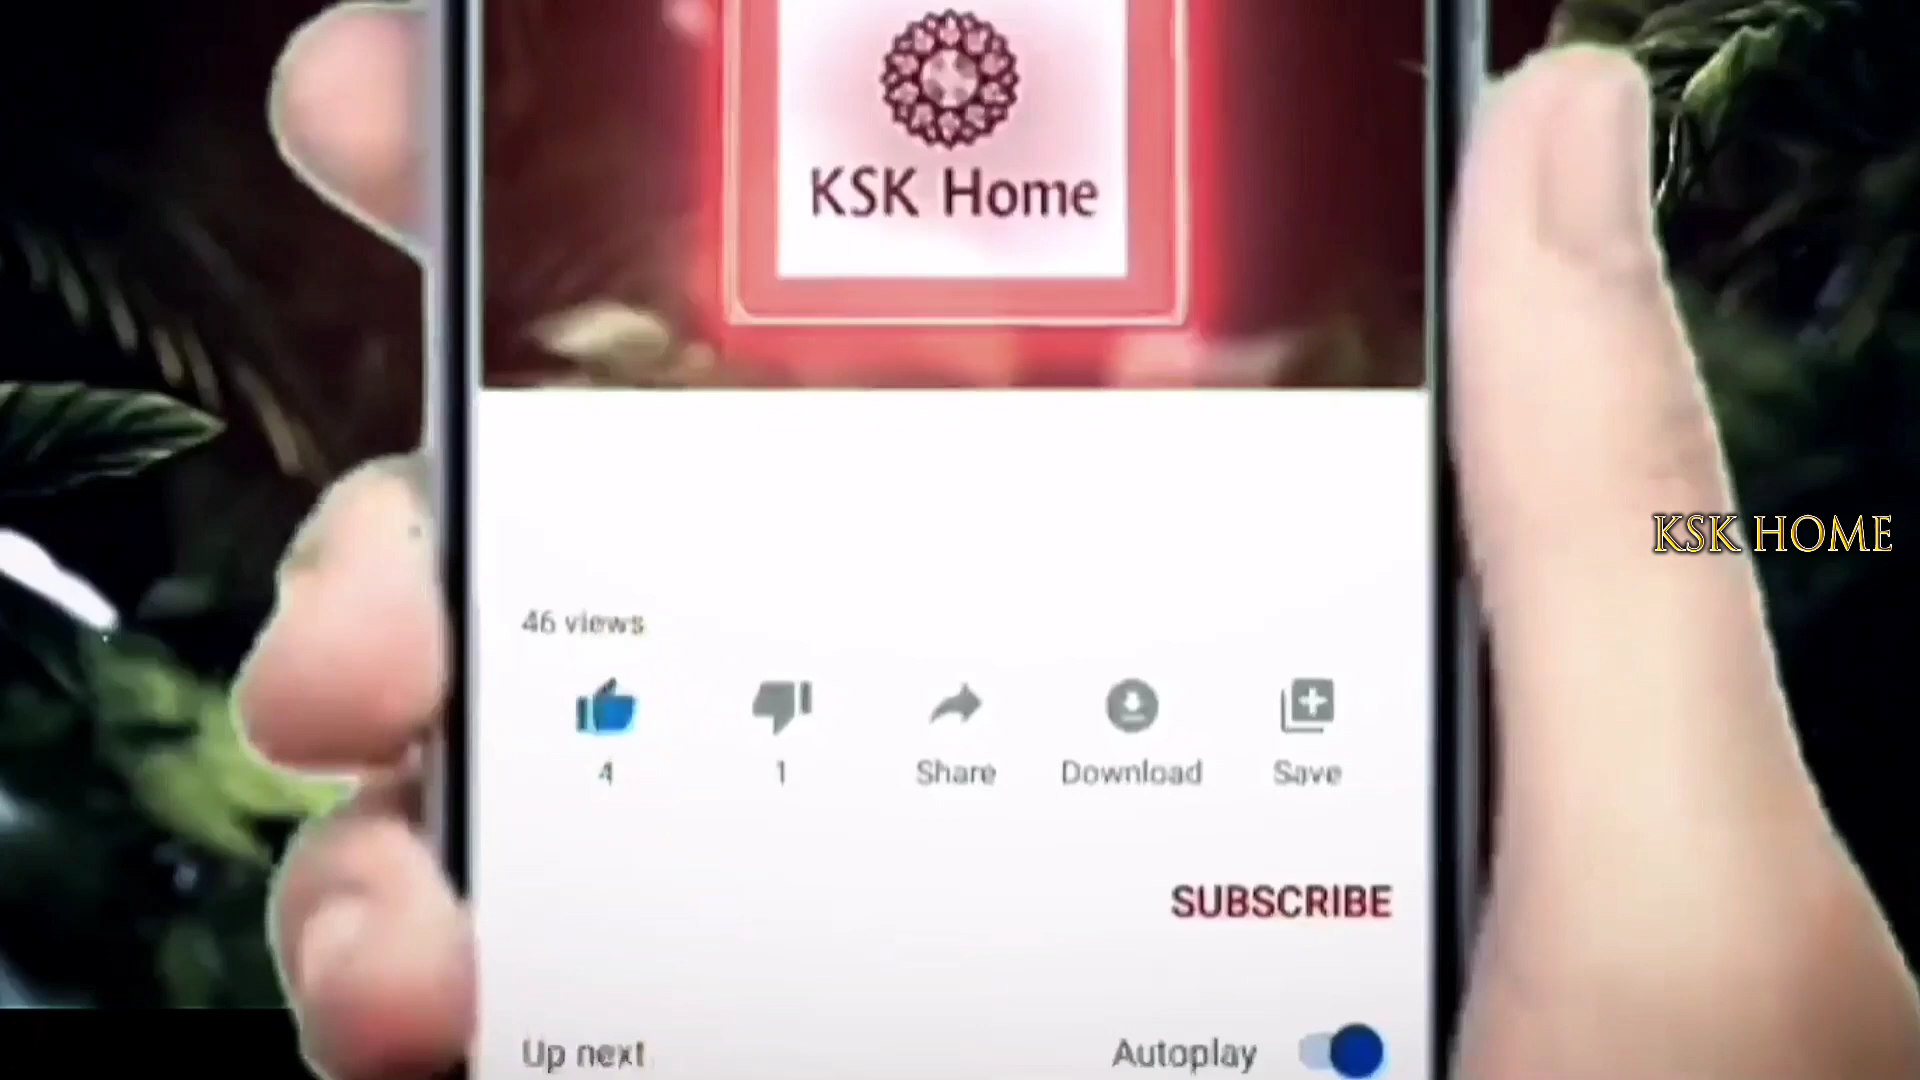 KSK Home
KSK HOME
46 views
4
1
Share
Download
Save
SUBSCRIBE
Up next
Autoplay